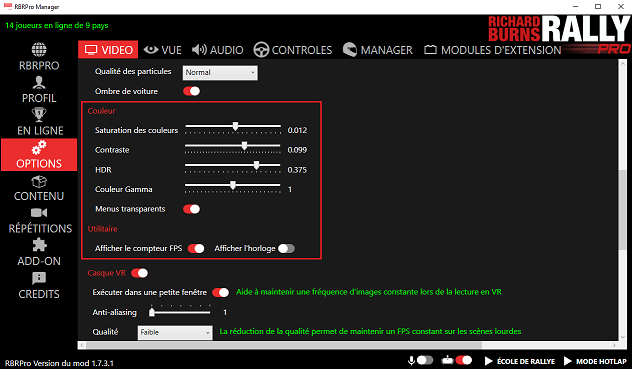 RBRPro Manager
14 joueurs en ligne de 9 pays
RICHARD BURNS RALLY PRO
VIDEO VUE AUDIO CONTROLES MANAGER MODULES D'EXTENSION
RBRPRO
PROFIL
EN LIGNE
OPTIONS
CONTENU
RÉPÉTITIONS
ADD-ON
CREDITS
Qualité des particules Normal
Ombre de voiture
Couleur
Saturation des couleurs 0.012
Contraste 0.099
HDR 0.375
Couleur Gamma 1
Menus transparents
Utilitaire
Afficher le compteur FPS Afficher l'horloge
Casque VR
Exécuter dans une petite fenêtre Aide à maintenir une fréquence d'images constante lors de la lecture en VR
Anti-aliasing 1
Qualité Faible La réduction de la qualité permet de maintenir un FPS constant sur les scènes lourdes
RBRPro Version du mod 1.7.3.1 ÉCOLE DE RALLYE MODE HOTLAP